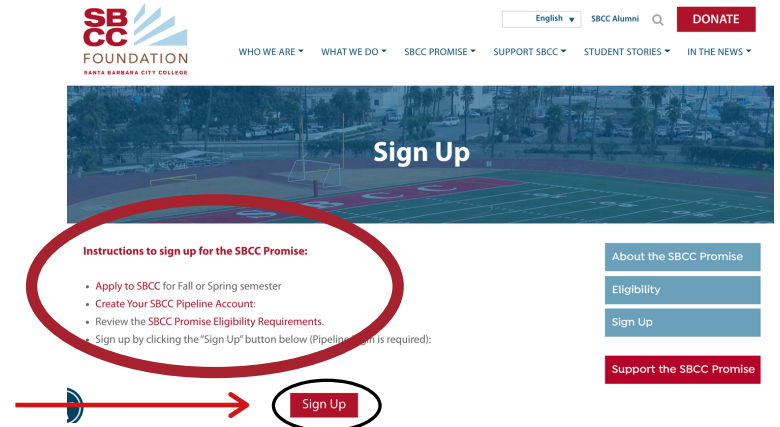 SB
CC
FOUNDATION
SANTA BARBARA CITY COLLEGE
English ▼ SBCC Alumni DONATE
WHO WE ARE WHAT WE DO SBCC PROMISE SUPPORT SBCC STUDENT STORIES IN THE NEWS
Sign Up
S B C C
Instructions to sign up for the SBCC Promise:
• Apply to SBCC for Fall or Spring semester
• Create Your SBCC Pipeline Account:
• Review the SBCC Promise Eligibility Requirements.
• Sign up by clicking the "Sign Up" button below (Pipeline login is required):
Sign Up
About the SBCC Promise
Eligibility
Sign Up
Support the SBCC Promise